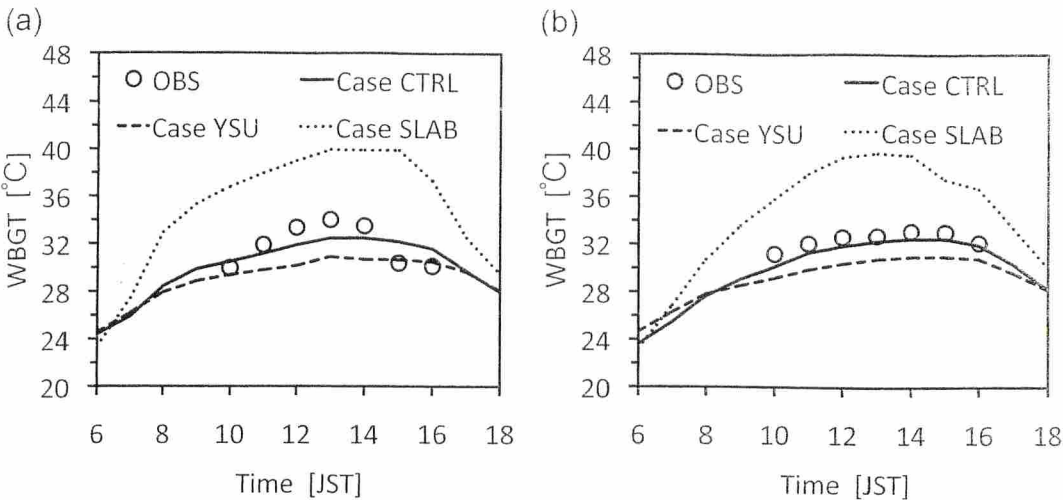 (a)
48
44
40
36
32
28
24
20
WBGT [°C]
OBS
Case CTRL
Case YSU
Case SLAB
6 8 10 12 14 16 18
Time [JST]
(b)
48
44
40
36
32
28
24
20
WBGT [°C]
OBS
Case CTRL
Case YSU
Case SLAB
6 8 10 12 14 16 18
Time [JST]